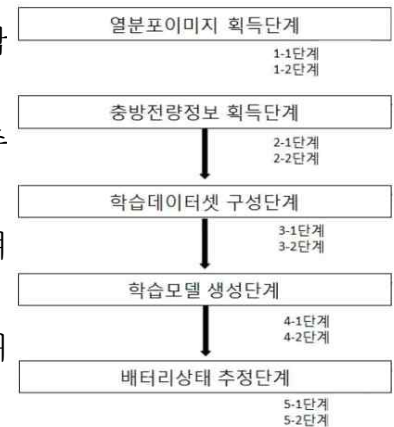 열분포이미지 획득단계
1-1단계
1-2단계
충방전량정보 획득단계
2-1단계
2-2단계
학습데이터셋 구성단계
3-1단계
3-2단계
학습모델 생성단계
4-1단계
4-2단계
배터리상태 추정단계
5-1단계
5-2단계